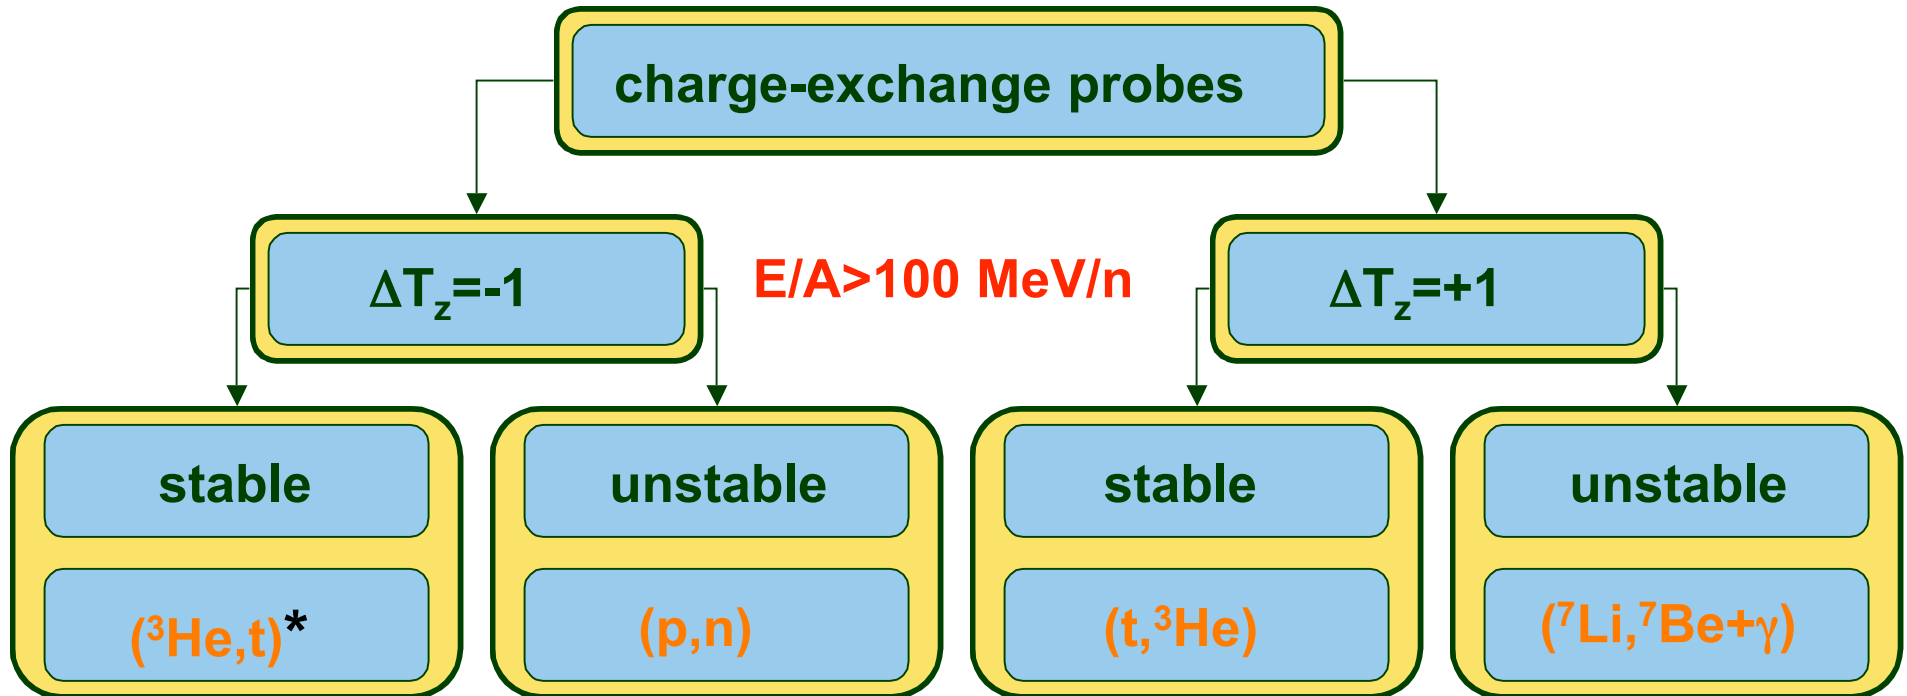 charge-exchange probes
ΔTz=-1
E/A>100 MeV/n
ΔTz=+1
stable
unstable
stable
unstable
(³He,t)*
(p,n)
(t,³He)
(⁷Li,⁷Be+γ)